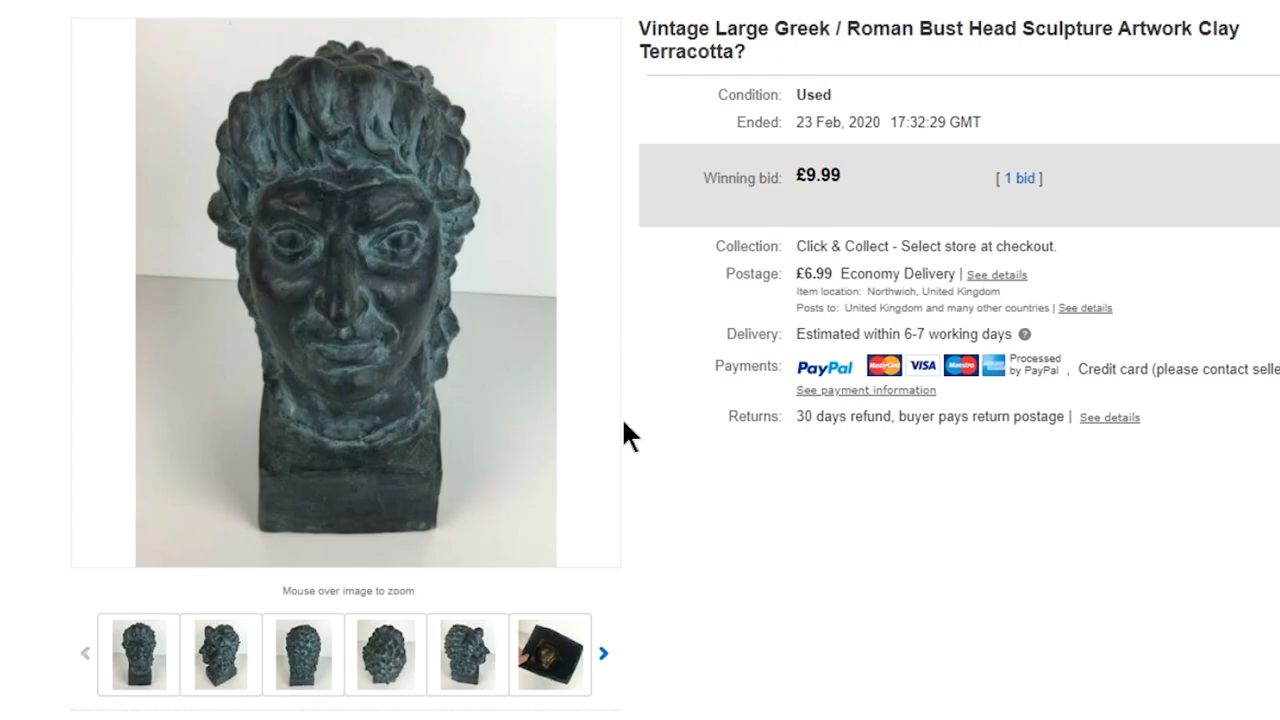 Vintage Large Greek / Roman Bust Head Sculpture Artwork Clay
Terracotta?
Condition: Used
Ended: 23 Feb, 2020 17:32:29 GMT
Winning bid: £9.99 [ 1 bid ]
Collection: Click & Collect - Select store at checkout.
Postage: £6.99 Economy Delivery | See details
Item location: Northwich, United Kingdom
Posts to: United Kingdom and many other countries | See details
Delivery: Estimated within 6-7 working days ?
Payments: PayPal MasterCard VISA Maestro Processed
by PayPal , Credit card (please contact selle
See payment information
Returns: 30 days refund, buyer pays return postage | See details
Mouse over image to zoom